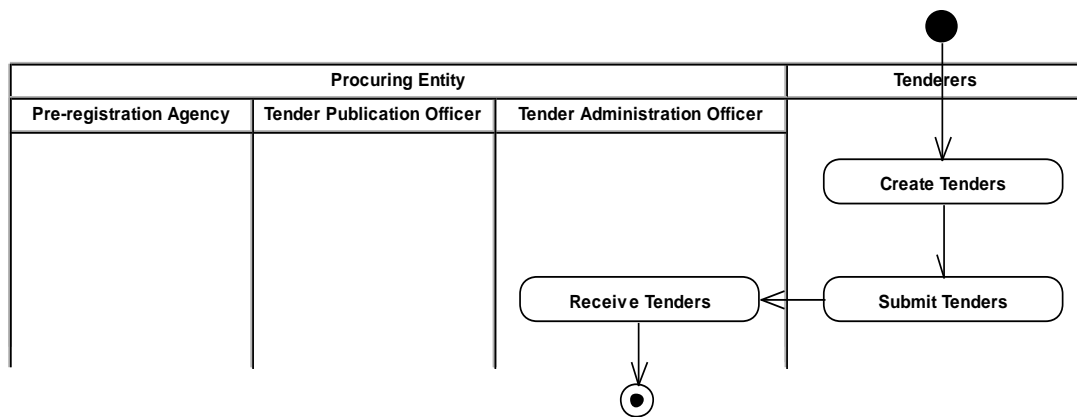 Procuring Entity
Tenderers
Pre-registration Agency
Tender Publication Officer
Tender Administration Officer
Create Tenders
Receive Tenders
Submit Tenders